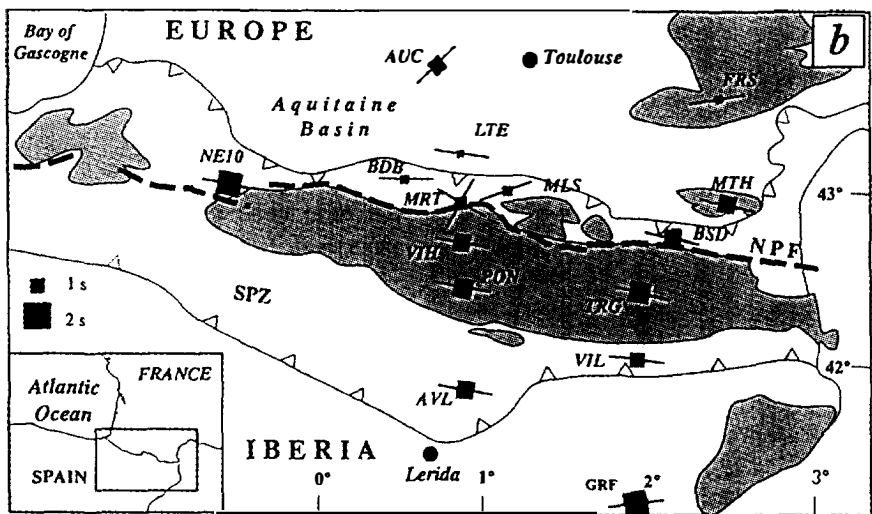 Bay of
Gascogne
EUROPE
b
AUC
Toulouse
FRS
Aquitaine
Basin
LTE
NE10
BDB
MLS
MTH
43°
MRT
BSD
NPF
VIH
PON
1 s
SPZ
TRG
2 s
VIL
42°
FRANCE
Atlantic
Ocean
AVL
IBERIA
SPAIN
Lerida
0°
1°
GRF
2°
3°